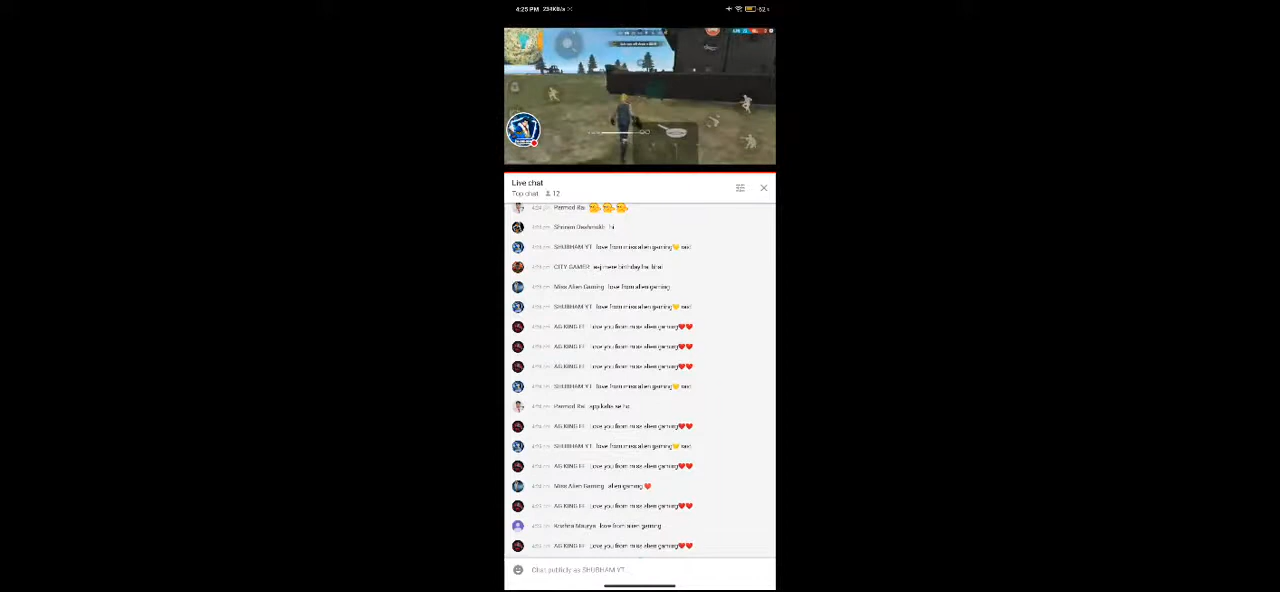 4:25 PM
Live chat
Top chat 12
Parmod Rai
hi
SHUBHAM YT love from miss alien gaming
CITY GAMER aaj mere birthday hai bhai
Miss Alien Gaming love from alien gaming
SHUBHAM YT love from miss alien gaming
AG KING FF Love you from miss alien gaming❤❤
AG KING FF Love you from miss alien gaming❤❤
AG KING FF Love you from miss alien gaming❤❤
SHUBHAM YT love from miss alien gaming
Parmod Rai app kaha se ho
AG KING FF Love you from miss alien gaming❤❤
SHUBHAM YT love from miss alien gaming
AG KING FF Love you from miss alien gaming❤❤
Miss Alien Gaming alien gaming ❤
AG KING FF Love you from miss alien gaming❤❤
Krishna Maurya love from alien gaming
AG KING FF Love you from miss alien gaming❤❤
Chat publicly as SHUBHAM YT...